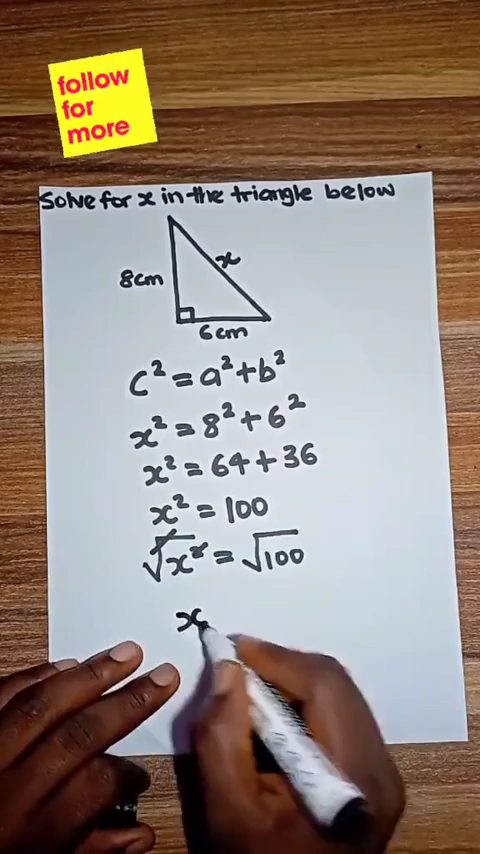 follow
for
more
Solve for x in the triangle below
x
8cm
6cm
c² = a² + b²
x² = 8² + 6²
x² = 64 + 36
x² = 100
√x² = √100
x